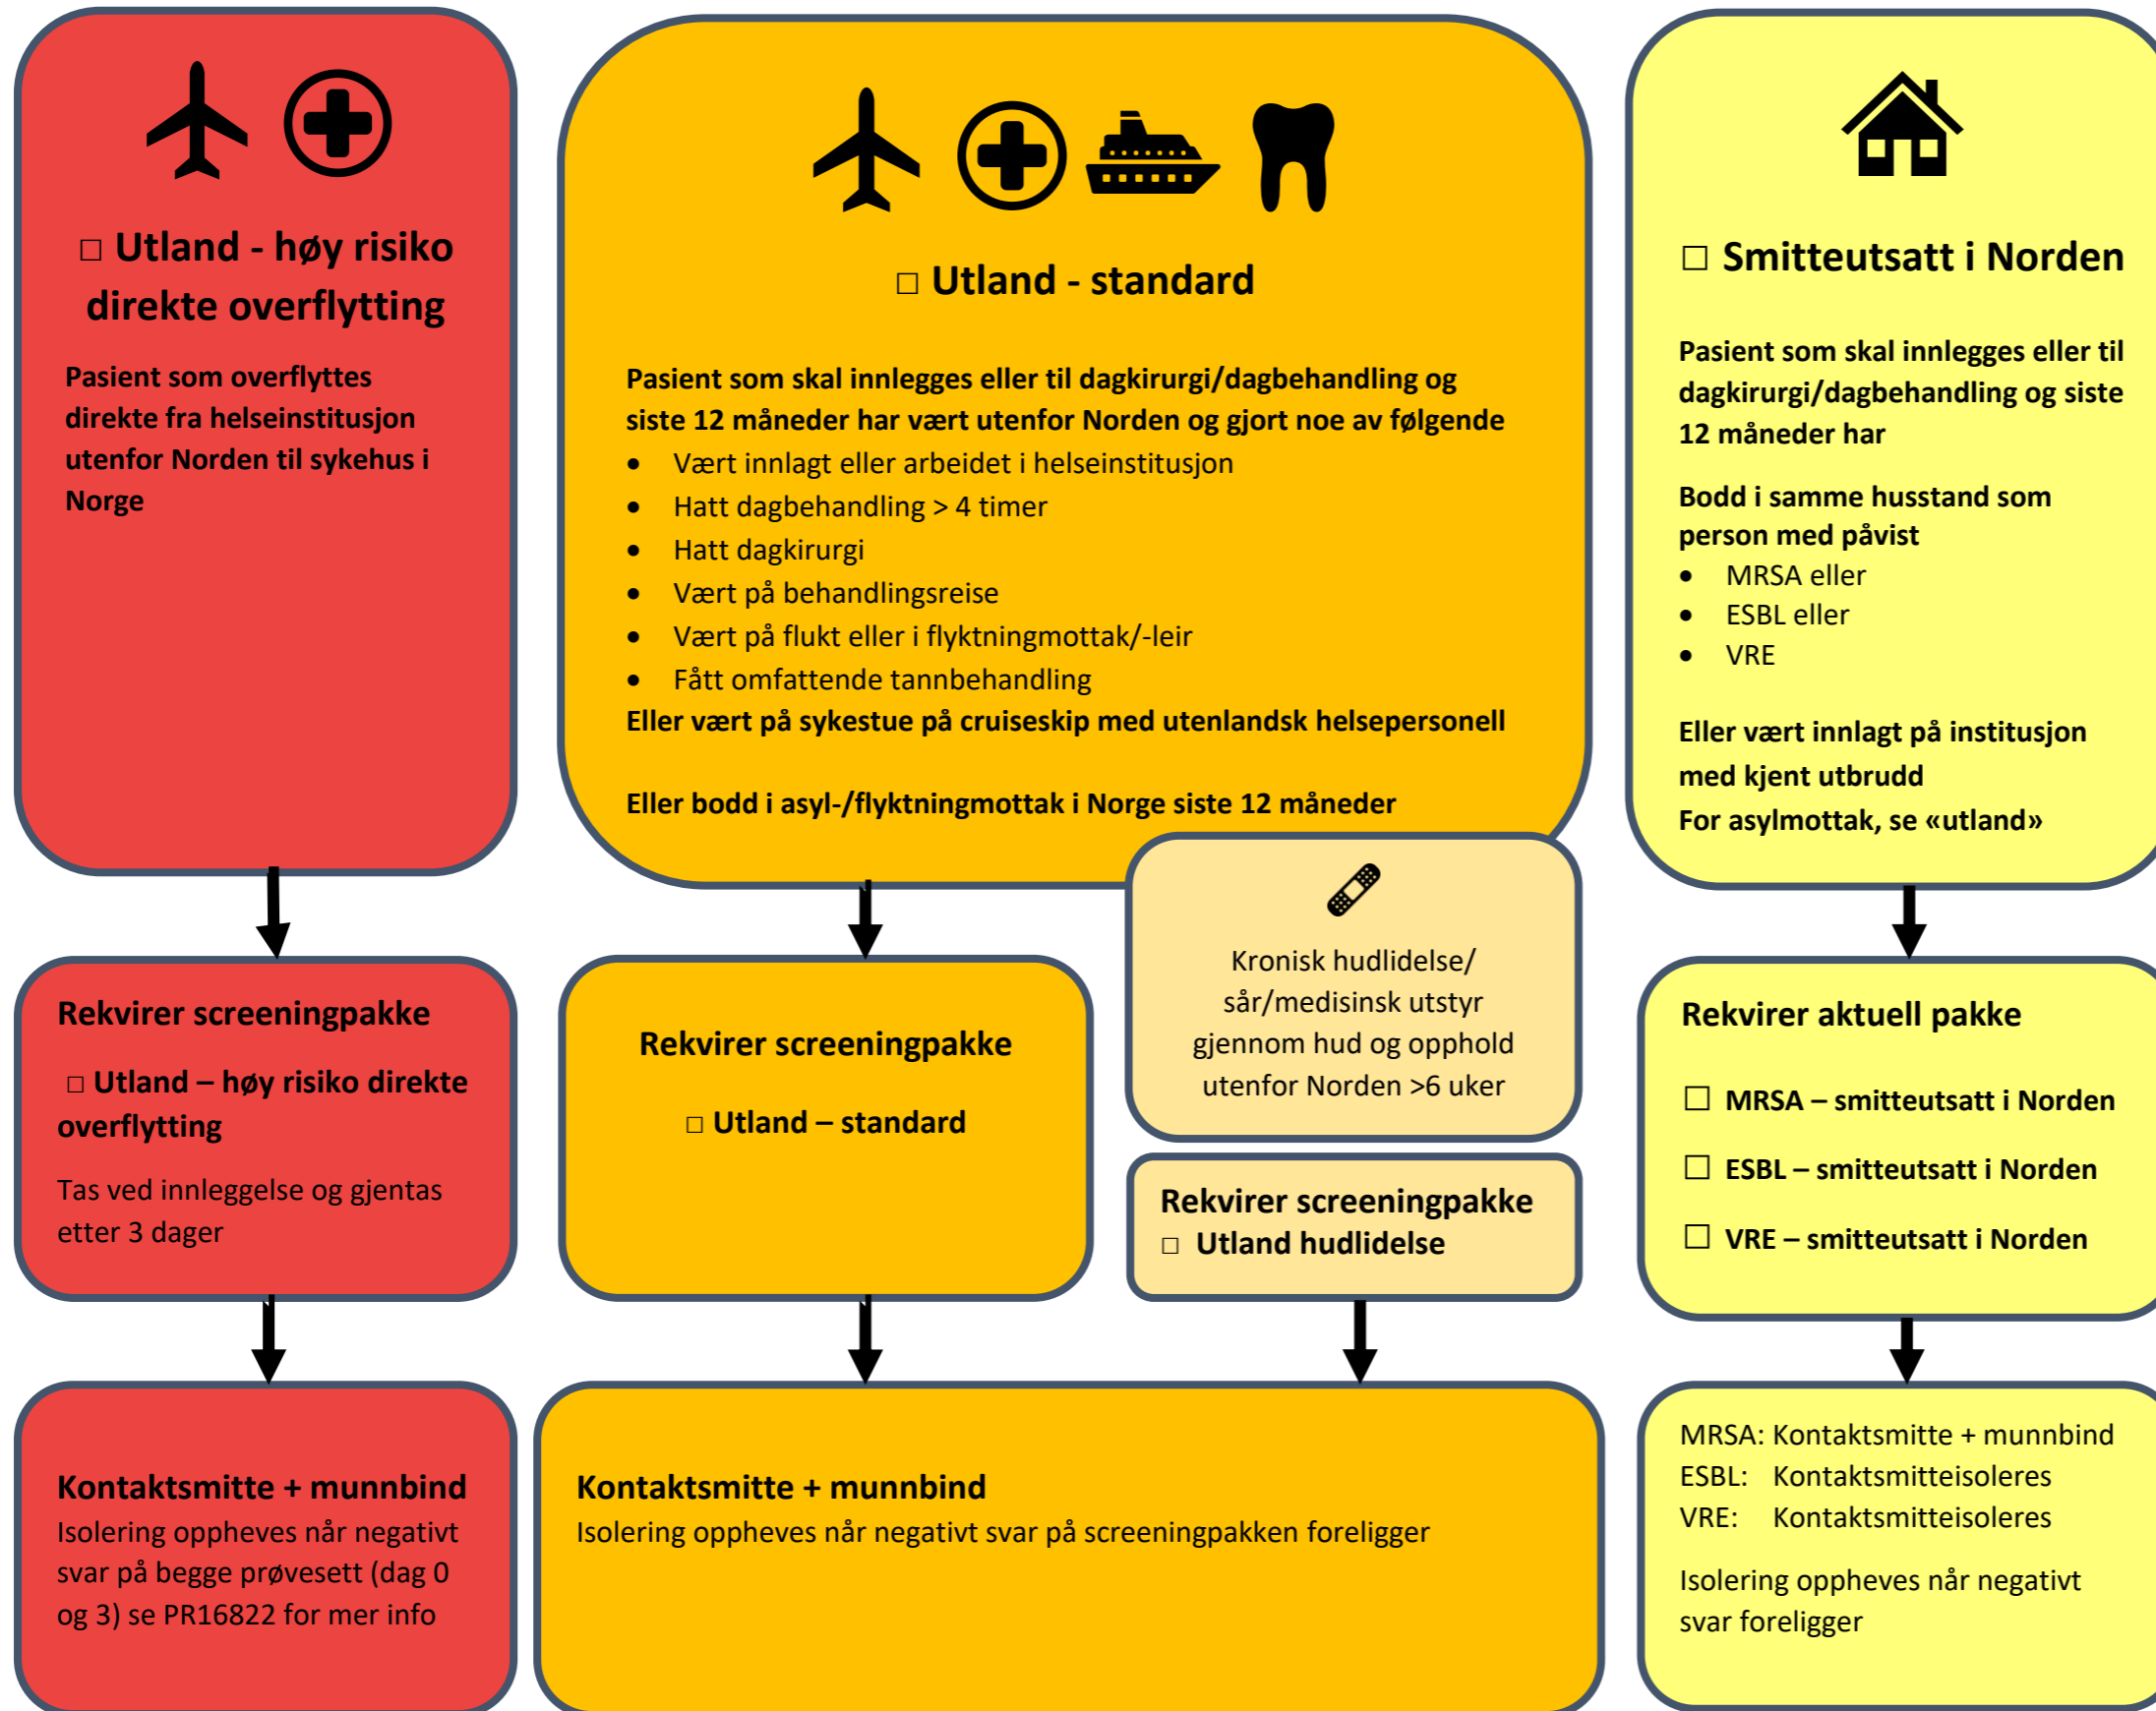 □ Utland - høy risiko
direkte overflytting
Pasient som overflyttes
direkte fra helseinstitusjon
utenfor Norden til sykehus i
Norge
Rekvirer screeningpakke
□ Utland – høy risiko direkte
overflytting
Tas ved innleggelse og gjentas
etter 3 dager
Kontaktsmitte + munnbind
Isolering oppheves når negativt
svar på begge prøvesett (dag 0
og 3) se PR16822 for mer info
□ Utland - standard
Pasient som skal innlegges eller til dagkirurgi/dagbehandling og
siste 12 måneder har vært utenfor Norden og gjort noe av følgende
• Vært innlagt eller arbeidet i helseinstitusjon
• Hatt dagbehandling > 4 timer
• Hatt dagkirurgi
• Vært på behandlingsreise
• Vært på flukt eller i flyktningmottak/-leir
• Fått omfattende tannbehandling
Eller vært på sykestue på cruiseskip med utenlandsk helsepersonell
Eller bodd i asyl-/flyktningmottak i Norge siste 12 måneder
Rekvirer screeningpakke
□ Utland – standard
Kronisk hudlidelse/
sår/medisinsk utstyr
gjennom hud og opphold
utenfor Norden >6 uker
Rekvirer screeningpakke
□ Utland hudlidelse
Kontaktsmitte + munnbind
Isolering oppheves når negativt svar på screeningpakken foreligger
□ Smitteutsatt i Norden
Pasient som skal innlegges eller til
dagkirurgi/dagbehandling og siste
12 måneder har
Bodd i samme husstand som
person med påvist
• MRSA eller
• ESBL eller
• VRE
Eller vært innlagt på institusjon
med kjent utbrudd
For asylmottak, se «utland»
Rekvirer aktuell pakke
□ MRSA – smitteutsatt i Norden
□ ESBL – smitteutsatt i Norden
□ VRE – smitteutsatt i Norden
MRSA: Kontaktsmitte + munnbind
ESBL: Kontaktsmitteisoleres
VRE: Kontaktsmitteisoleres
Isolering oppheves når negativt
svar foreligger